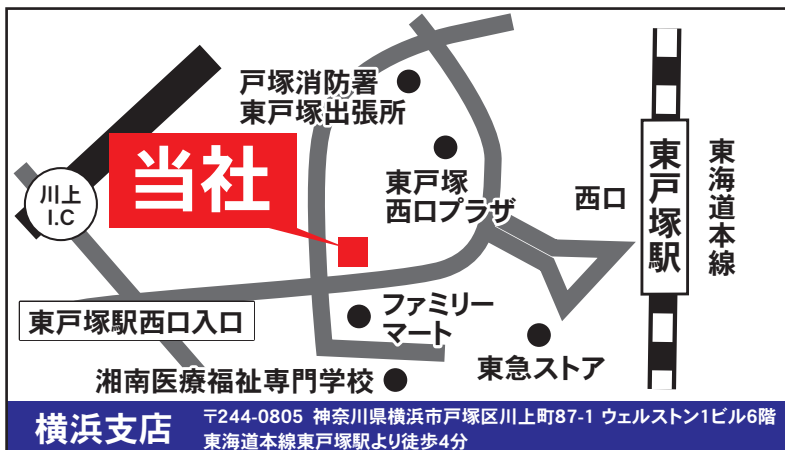 戸塚消防署
東戸塚出張所
当社
川上
I.C
東戸塚
西口プラザ
西口
東戸塚駅
東海道本線
東戸塚駅西口入口
ファミリー
マート
東急ストア
湘南医療福祉専門学校
横浜支店
〒244-0805 神奈川県横浜市戸塚区川上町87-1 ウェルストン1ビル6階
東海道本線東戸塚駅より徒歩4分